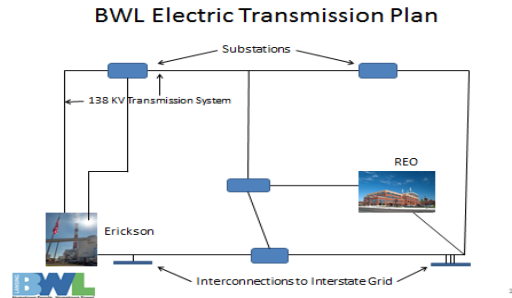 BWL Electric Transmission Plan
Substations
138 KV Transmission System
REO
Erickson
Interconnections to Interstate Grid
BWL